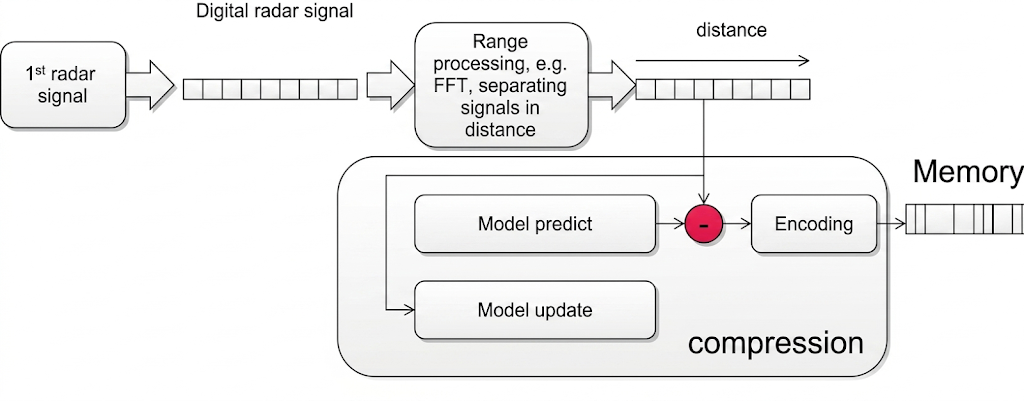 Digital radar signal
1st radar
signal
Range
processing, e.g.
FFT, separating
signals in
distance
distance
Memory
Model predict
-
Encoding
Model update
compression